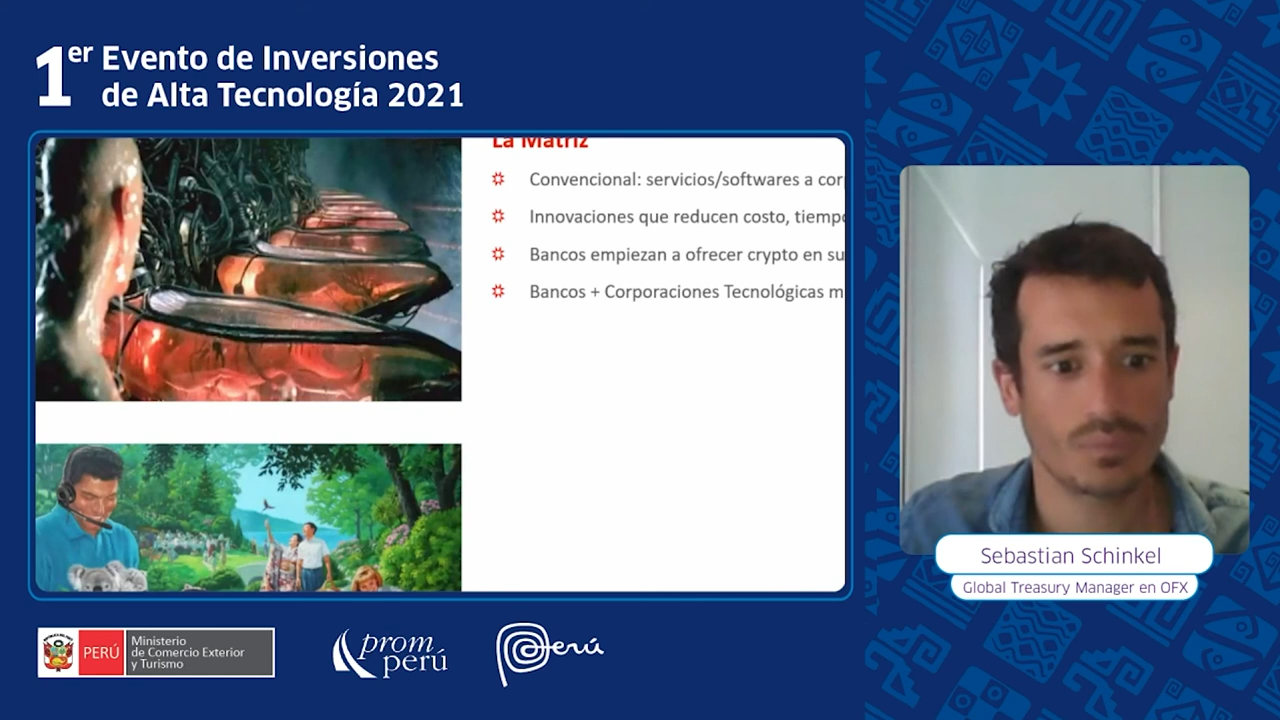 1er Evento de Inversiones
de Alta Tecnología 2021
La Matriz
Convencional: servicios/softwares a cor
Innovaciones que reducen costo, tiempo
Bancos empiezan a ofrecer crypto en su
Bancos + Corporaciones Tecnológicas m
Sebastian Schinkel
Global Treasury Manager en OFX
PERÚ
Ministerio
de Comercio Exterior
y Turismo
prom
perú
Perú